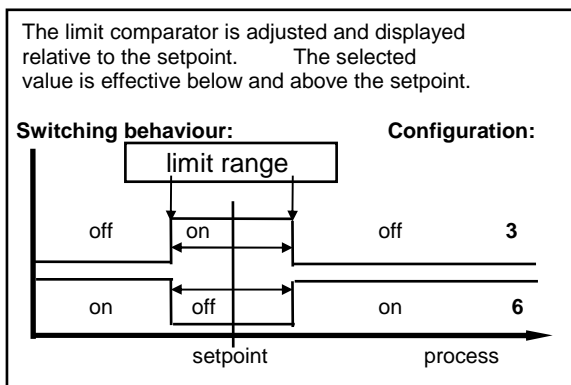 The limit comparator is adjusted and displayed
relative to the setpoint. The selected
value is effective below and above the setpoint.
Switching behaviour: Configuration:
limit range
off on off 3
on off on 6
setpoint process